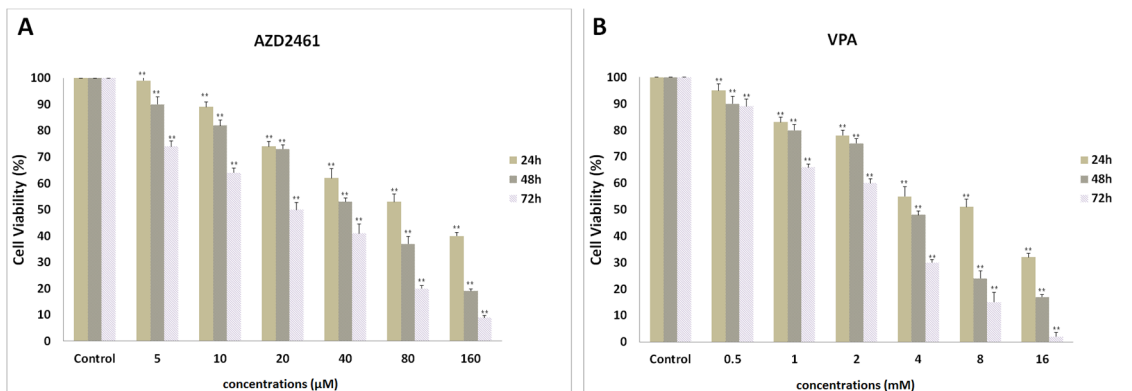 A
AZD2461
100
90
80
70
60
50
40
30
20
10
0
Cell Viability (%)
** ** ** ** ** ** ** ** ** ** ** ** ** ** ** ** ** **
24h
48h
72h
Control 5 10 20 40 80 160
concentrations (µM)
B
VPA
100
90
80
70
60
50
40
30
20
10
0
Cell Viability (%)
** ** ** ** ** ** ** ** ** ** ** ** ** ** ** ** ** **
24h
48h
72h
Control 0.5 1 2 4 8 16
concentrations (mM)